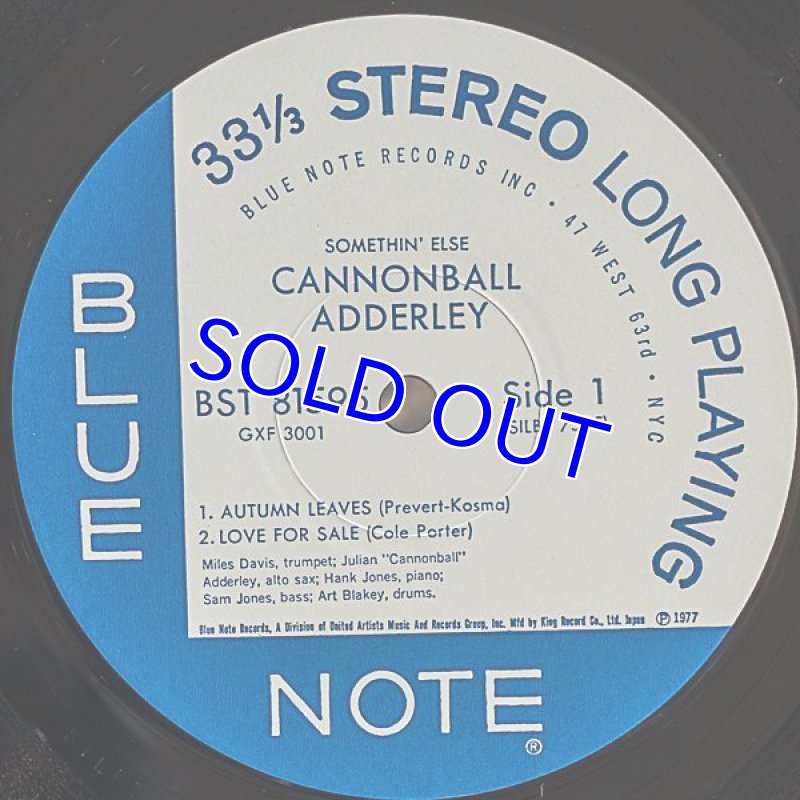 33⅓ STEREO LONG PLAYING
BLUE NOTE RECORDS INC • 47 WEST 63rd • NYC
SOMETHIN' ELSE
CANNONBALL
ADDERLEY
BST 81595
Side 1
GXF 3001
SOLD OUT
1. AUTUMN LEAVES (Prevert-Kosma)
2. LOVE FOR SALE (Cole Porter)
Miles Davis, trumpet; Julian "Cannonball"
Adderley, alto sax; Hank Jones, piano;
Sam Jones, bass; Art Blakey, drums.
Blue Note Records, A Division of United Artists Music And Records Group, Inc. Mfd by King Record Co., Ltd. Japan ℗ 1977
BLUE
NOTE
®